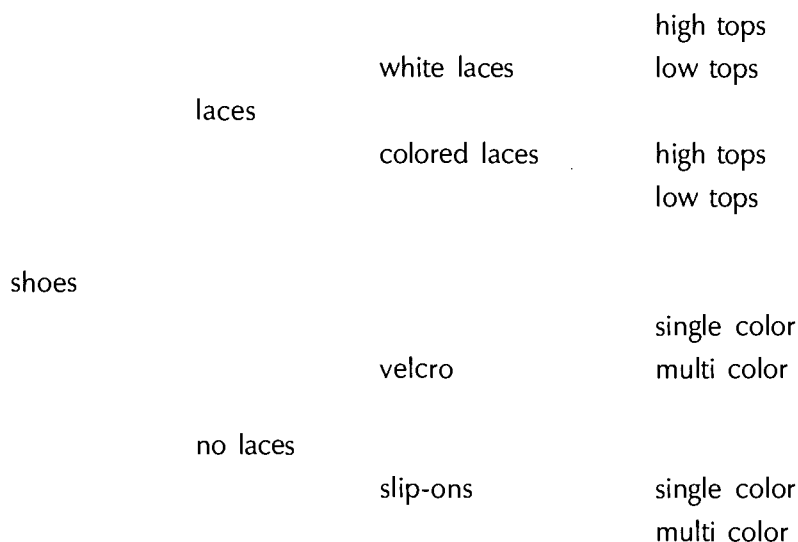 high tops
white laces low tops
laces
colored laces high tops
low tops
shoes
single color
velcro multi color
no laces
slip-ons single color
multi color